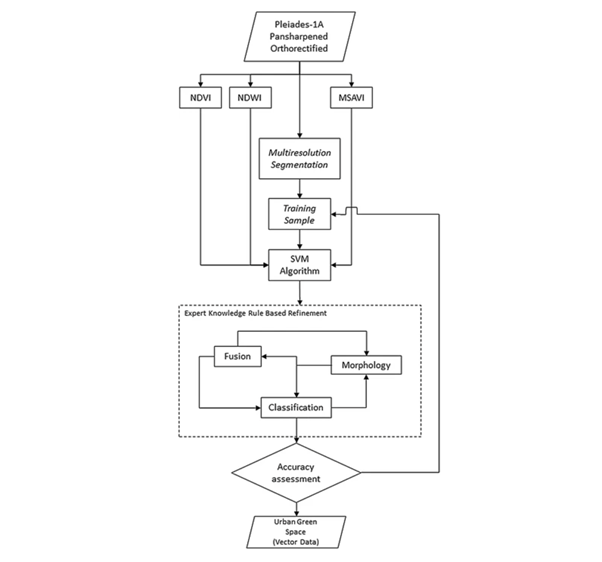 Pleiades-1A
Pansharpened
Orthorectified
NDVI
NDWI
MSAVI
Multiresolution
Segmentation
Training
Sample
SVM
Algorithm
Expert Knowledge Rule Based Refinement
Fusion
Morphology
Classification
Accuracy
assessment
Urban Green
Space
(Vector Data)